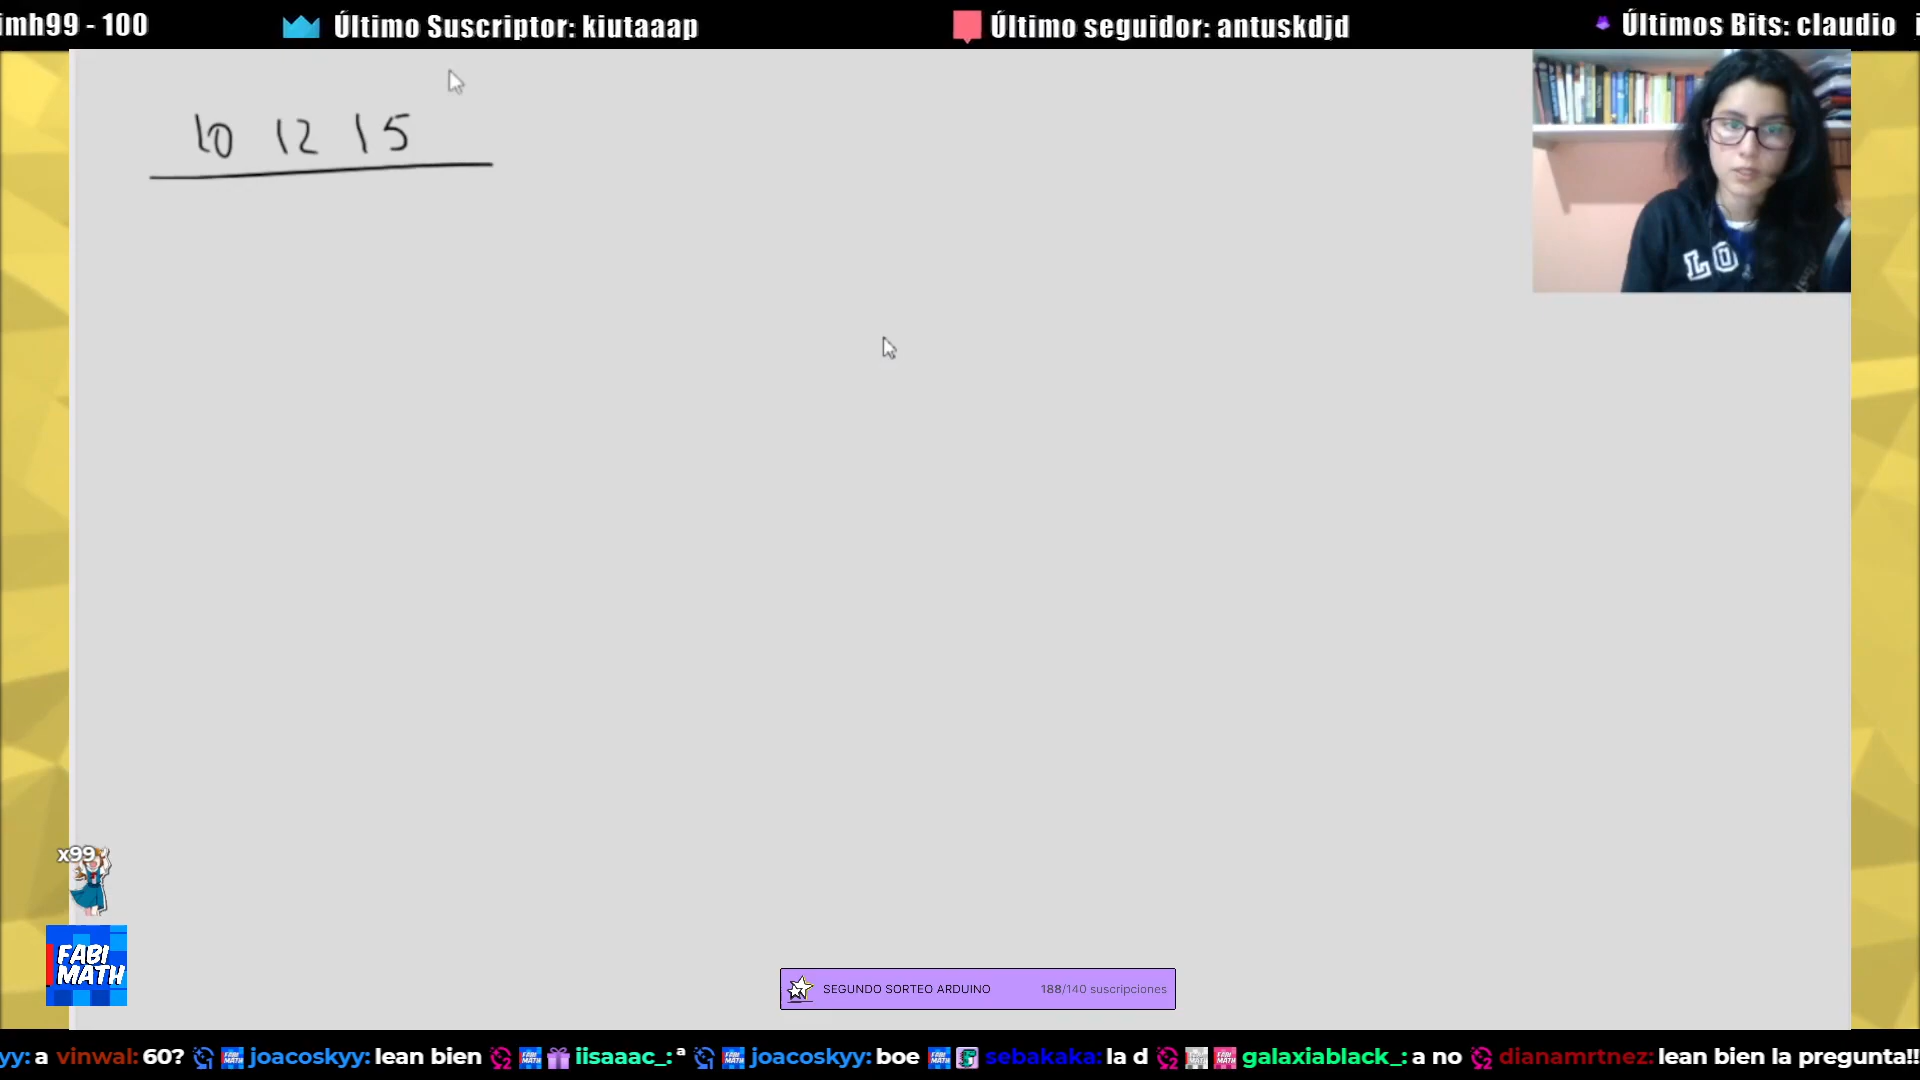 imh99 - 100 Último Suscriptor: kiutaaap Último seguidor: antuskdjd Últimos Bits: claudio
10 12 15
LO
x99
FABI
MATH
SEGUNDO SORTEO ARDUINO 188/140 suscripciones
yy: a vinwal: 60? joacoskyy: lean bien iisaaac_: ª joacoskyy: boe sebakaka: la d galaxiablack_: a no dianamrtnez: lean bien la pregunta!!